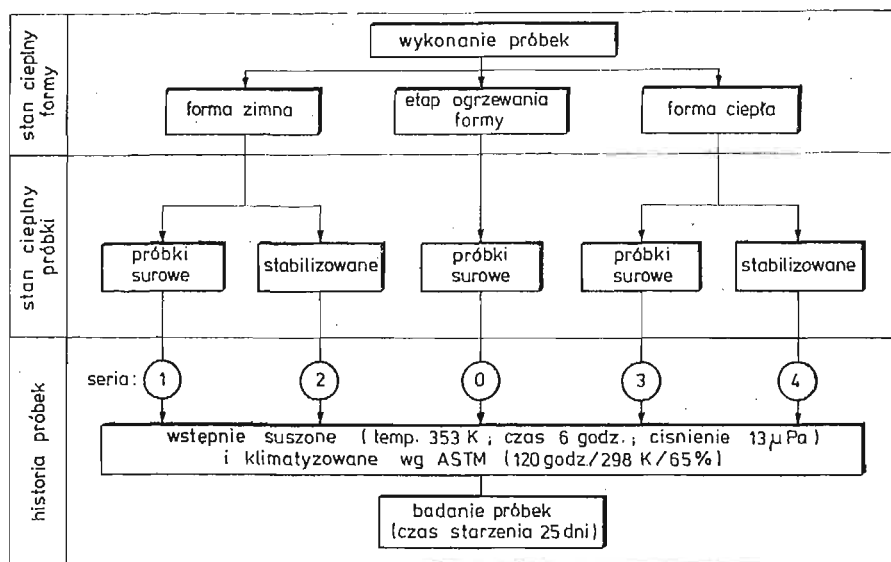 stan cieplny
formy
wykonanie próbek
forma zimna
etap ogrzewania
formy
forma ciepła
stan cieplny
próbki
próbki
surowe
stabilizowane
próbki
surowe
próbki
surowe
stabilizowane
historia próbek
seria: 1 2 0 3 4
wstępnie suszone (temp. 353 K ; czas 6 godz. ; cisnienie 13 µ Pa)
i klimatyzowane wg ASTM (120 godz./298 K/65%)
badanie próbek
(czas starzenia 25 dni)